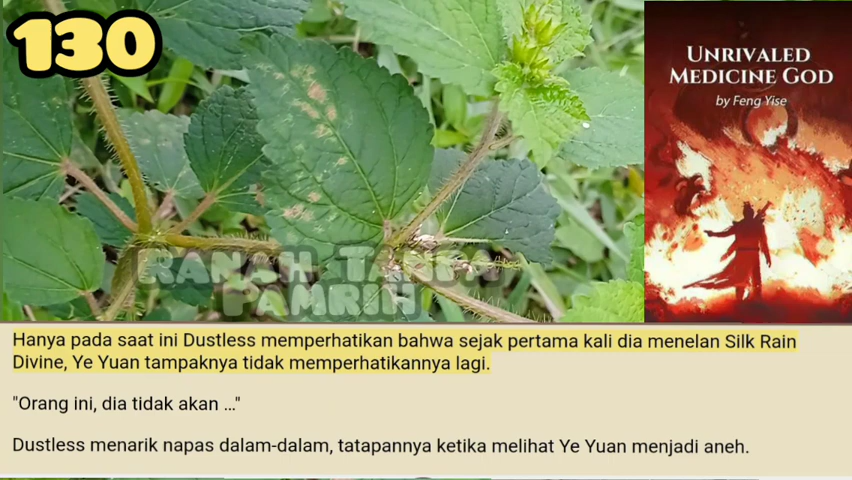 130
UNRIVALED
MEDICINE GOD
by Feng Yise
RANAH TANPA
PAMRIH
Hanya pada saat ini Dustless memperhatikan bahwa sejak pertama kali dia menelan Silk Rain
Divine, Ye Yuan tampaknya tidak memperhatikannya lagi.
"Orang ini, dia tidak akan ..."
Dustless menarik napas dalam-dalam, tatapannya ketika melihat Ye Yuan menjadi aneh.